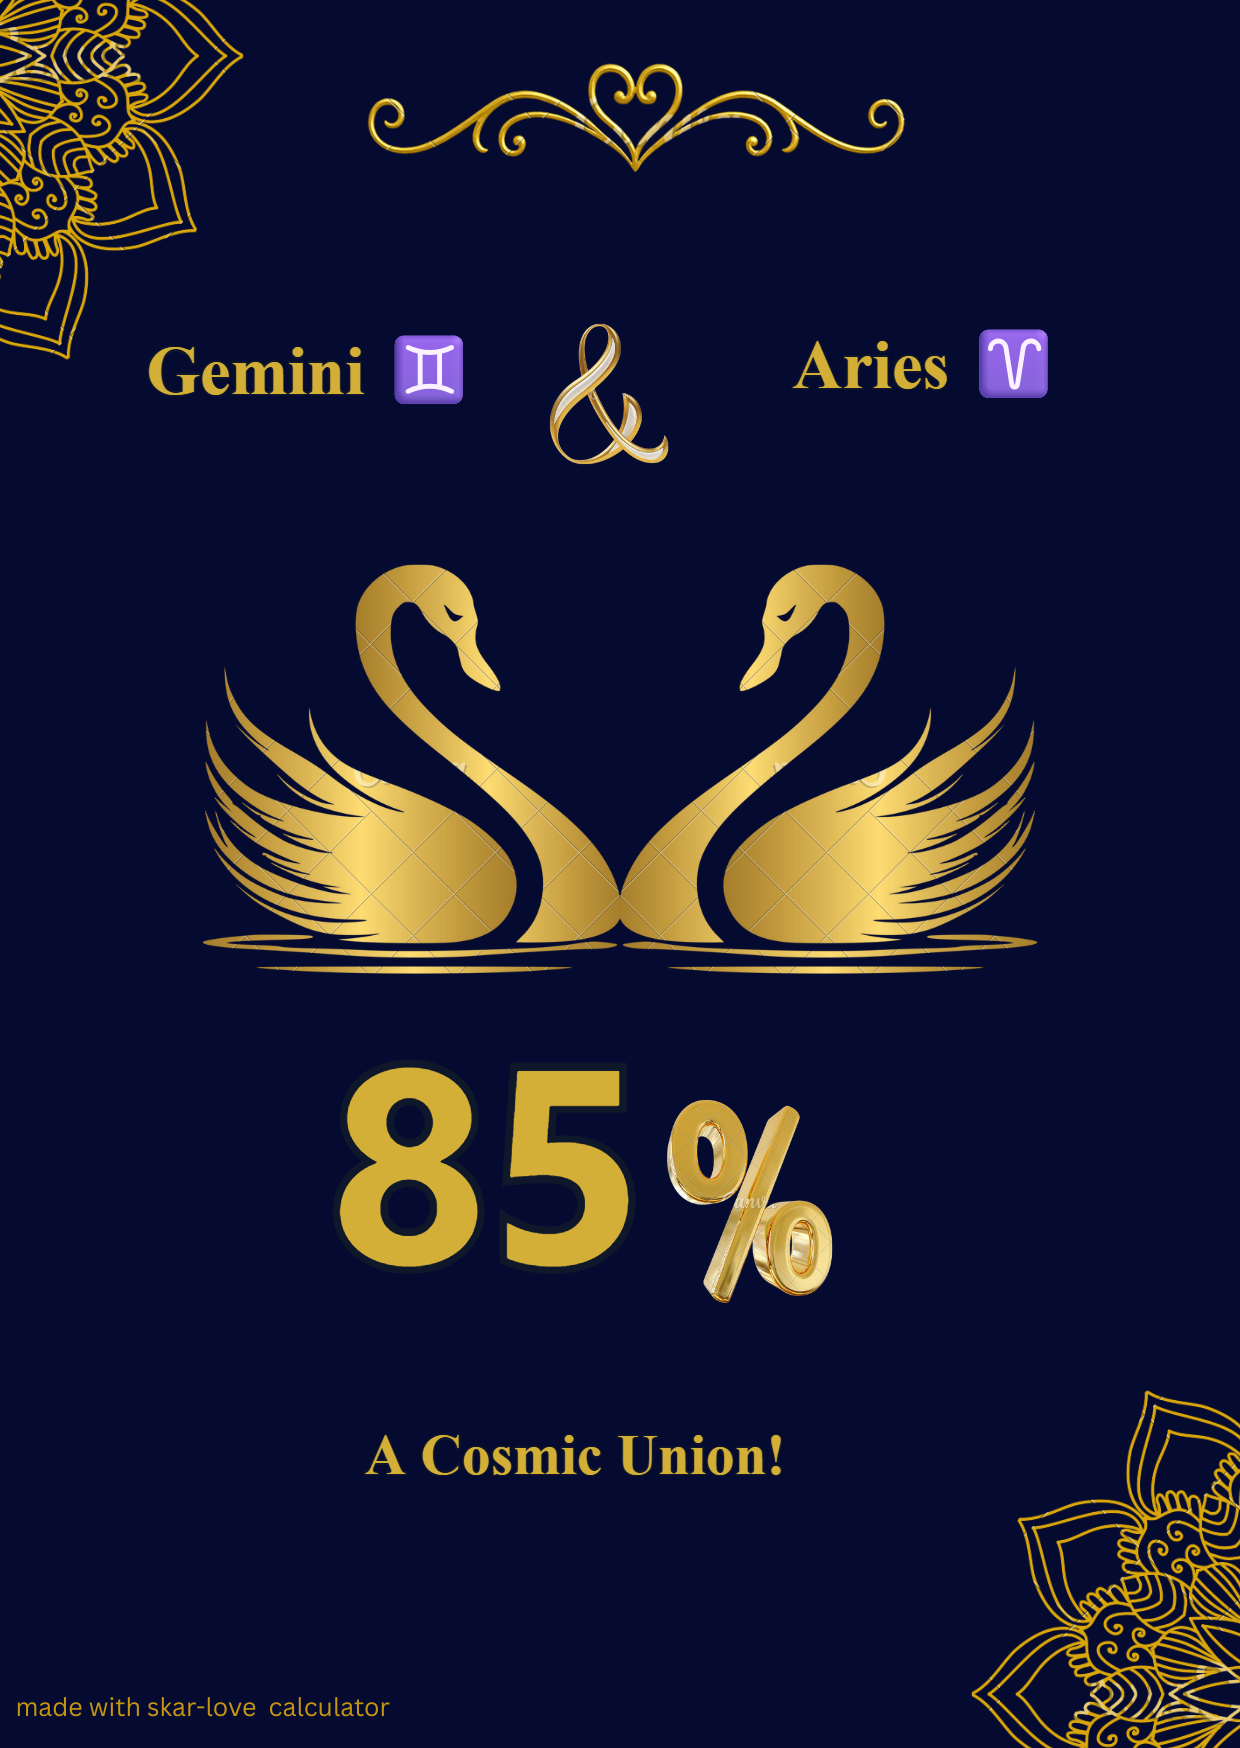 Gemini ♊ & Aries ♈
85%
A Cosmic Union!
made with skar-love calculator